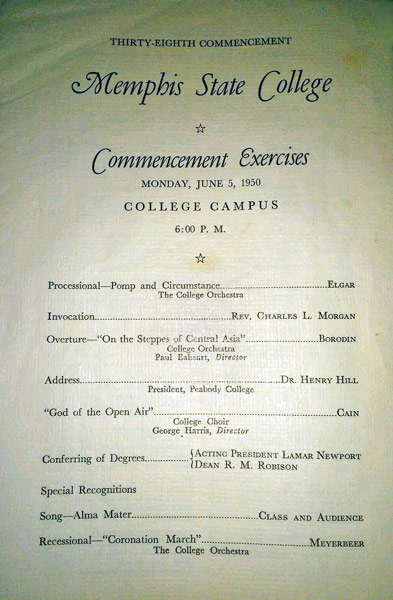 THIRTY-EIGHTH COMMENCEMENT
Memphis State College
☆
Commencement Exercises
MONDAY, JUNE 5, 1950
COLLEGE CAMPUS
6:00 P. M.
☆
Processional—Pomp and Circumstance..........ELGAR
The College Orchestra
Invocation..........REV. CHARLES L. MORGAN
Overture—"On the Steppes of Central Asia"..........BORODIN
College Orchestra
Paul Eaheart, Director
Address..........DR. HENRY HILL
President, Peabody College
"God of the Open Air"..........CAIN
College Choir
George Harris, Director
Conferring of Degrees..........{ACTING PRESIDENT LAMAR NEWPORT
{DEAN R. M. ROBISON
Special Recognitions
Song—Alma Mater..........CLASS AND AUDIENCE
Recessional—"Coronation March"..........MEYERBEER
The College Orchestra